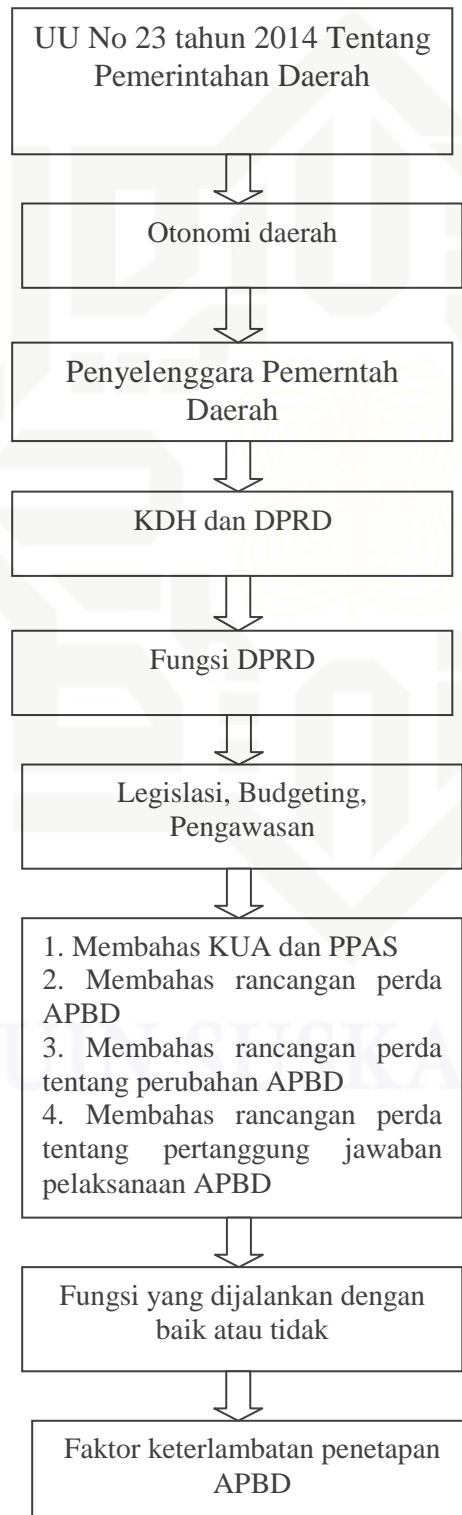 UU No 23 tahun 2014 Tentang
Pemerintahan Daerah
Otonomi daerah
Penyelenggara Pemerntah
Daerah
KDH dan DPRD
Fungsi DPRD
Legislasi, Budgeting,
Pengawasan
1. Membahas KUA dan PPAS
2. Membahas rancangan perda
APBD
3. Membahas rancangan perda
tentang perubahan APBD
4. Membahas rancangan perda
tentang pertanggung jawaban
pelaksanaan APBD
UIN SUSKA
Fungsi yang dijalankan dengan
baik atau tidak
Faktor keterlambatan penetapan
APBD